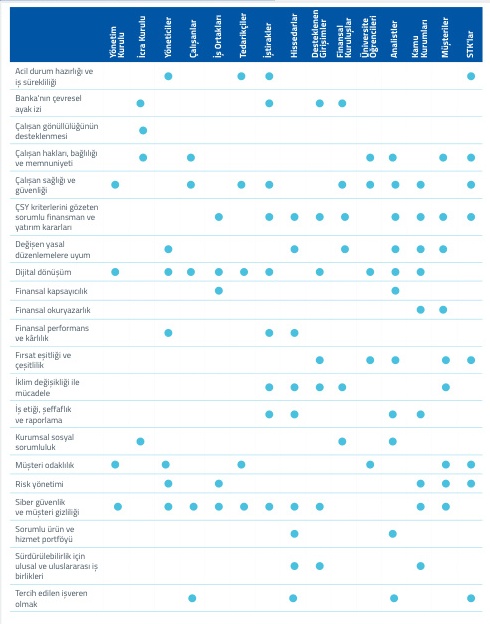 Yönetim
Kurulu
İcra Kurulu
Yöneticiler
Çalışanlar
İş Ortakları
Tedarikçiler
İştirakler
Hissedarlar
Desteklenen
Girişimler
Finansal
Kuruluşlar
Üniversite
Öğrencileri
Analistler
Kamu
Kurumları
Müşteriler
STK'lar
Acil durum hazırlığı ve
iş sürekliliği
Banka'nın çevresel
ayak izi
Çalışan gönüllülüğünün
desteklenmesi
Çalışan hakları, bağlılığı
ve memnuniyeti
Çalışan sağlığı ve
güvenliği
ÇSY kriterlerini gözeten
sorumlu finansman ve
yatırım kararları
Değişen yasal
düzenlemelere uyum
Dijital dönüşüm
Finansal kapsayıcılık
Finansal okuryazarlık
Finansal performans
ve kârlılık
Fırsat eşitliği ve
çeşitlilik
İklim değişikliği ile
mücadele
İş etiği, şeffaflık
ve raporlama
Kurumsal sosyal
sorumluluk
Müşteri odaklılık
Risk yönetimi
Siber güvenlik
ve müşteri gizliliği
Sorumlu ürün ve
hizmet portföyü
Sürdürülebilirlik için
ulusal ve uluslararası iş
birlikleri
Tercih edilen işveren
olmak